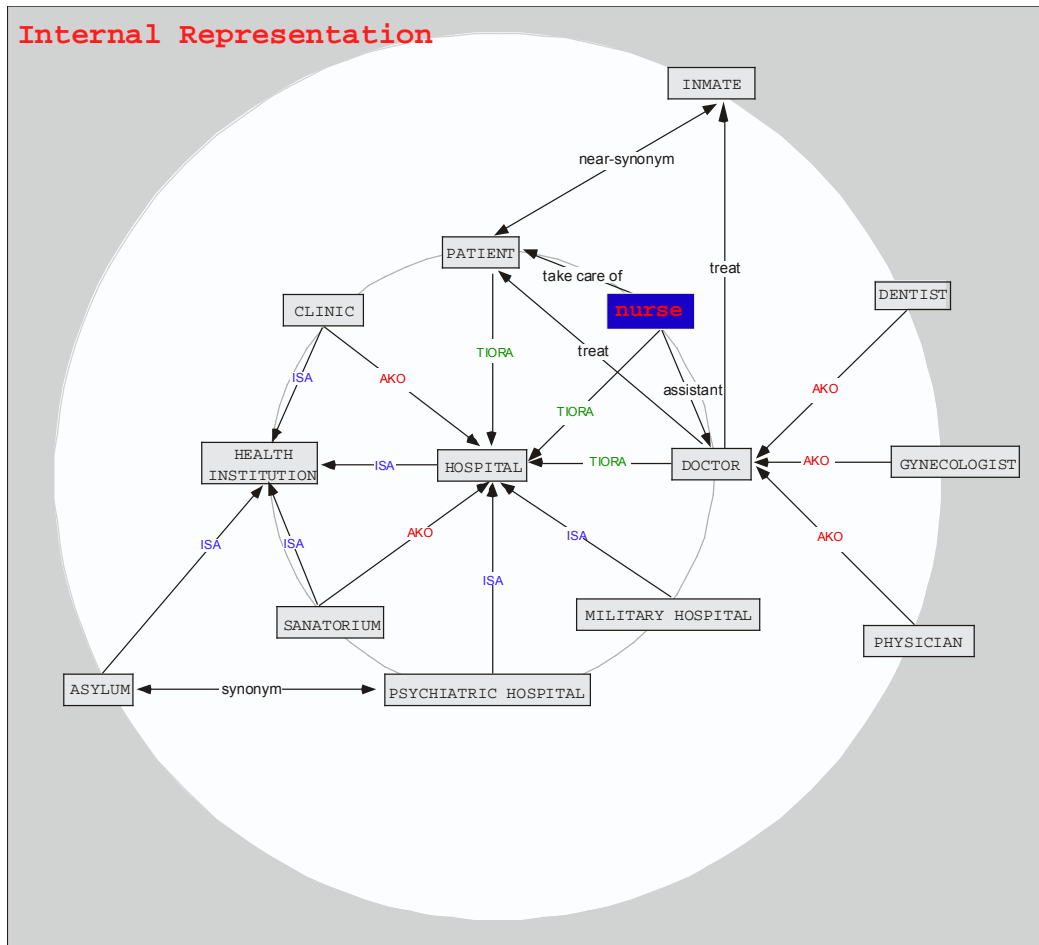 Internal Representation
INMATE
near-synonym
PATIENT
take care of
treat
DENTIST
CLINIC
nurse
TIORA
treat
ISA
AKO
assistant
AKO
TIORA
HEALTH
INSTITUTION
ISA
HOSPITAL
TIORA
DOCTOR
AKO
GYNECOLOGIST
ISA
ISA
AKO
ISA
AKO
ISA
SANATORIUM
MILITARY HOSPITAL
PHYSICIAN
ASYLUM
synonym
PSYCHIATRIC HOSPITAL